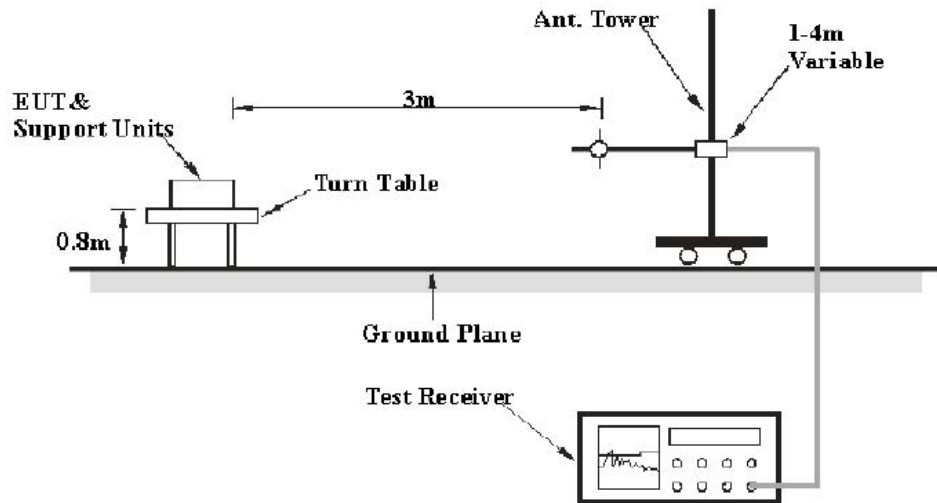 Ant. Tower
1-4m
Variable
3m
EUT&
Support Units
Turn Table
0.8m
Ground Plane
Test Receiver